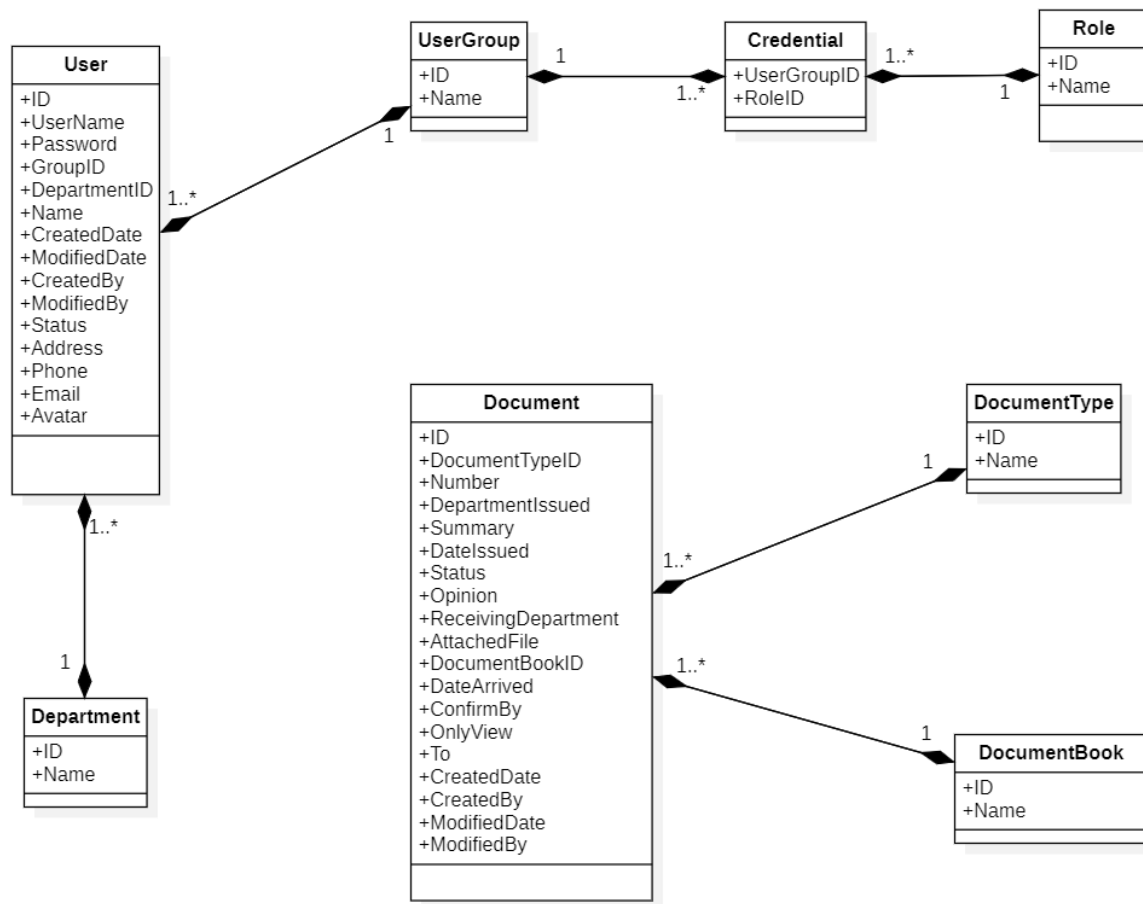 User
+ID
+UserName
+Password
+GroupID
+DepartmentID
+Name
+CreatedDate
+ModifiedDate
+CreatedBy
+ModifiedBy
+Status
+Address
+Phone
+Email
+Avatar
1..*
1
UserGroup
+ID
+Name
1
1..*
Credential
+UserGroupID
+RoleID
1..*
1
Role
+ID
+Name
1..*
1
Department
+ID
+Name
Document
+ID
+DocumentTypeID
+Number
+DepartmentIssued
+Summary
+DateIssued
+Status
+Opinion
+ReceivingDepartment
+AttachedFile
+DocumentBookID
+DateArrived
+ConfirmBy
+OnlyView
+To
+CreatedDate
+CreatedBy
+ModifiedDate
+ModifiedBy
1..*
1
DocumentType
+ID
+Name
1..*
1
DocumentBook
+ID
+Name